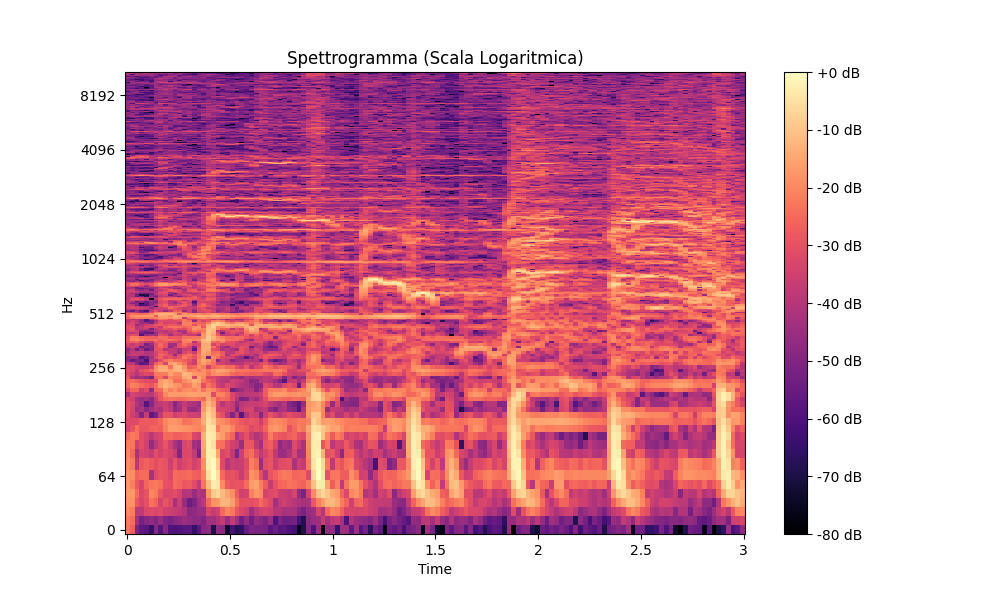 Spettrogramma (Scala Logaritmica)
Hz
8192
4096
2048
1024
512
256
128
64
0
0
0.5
1
1.5
2
2.5
3
Time
+0 dB
-10 dB
-20 dB
-30 dB
-40 dB
-50 dB
-60 dB
-70 dB
-80 dB